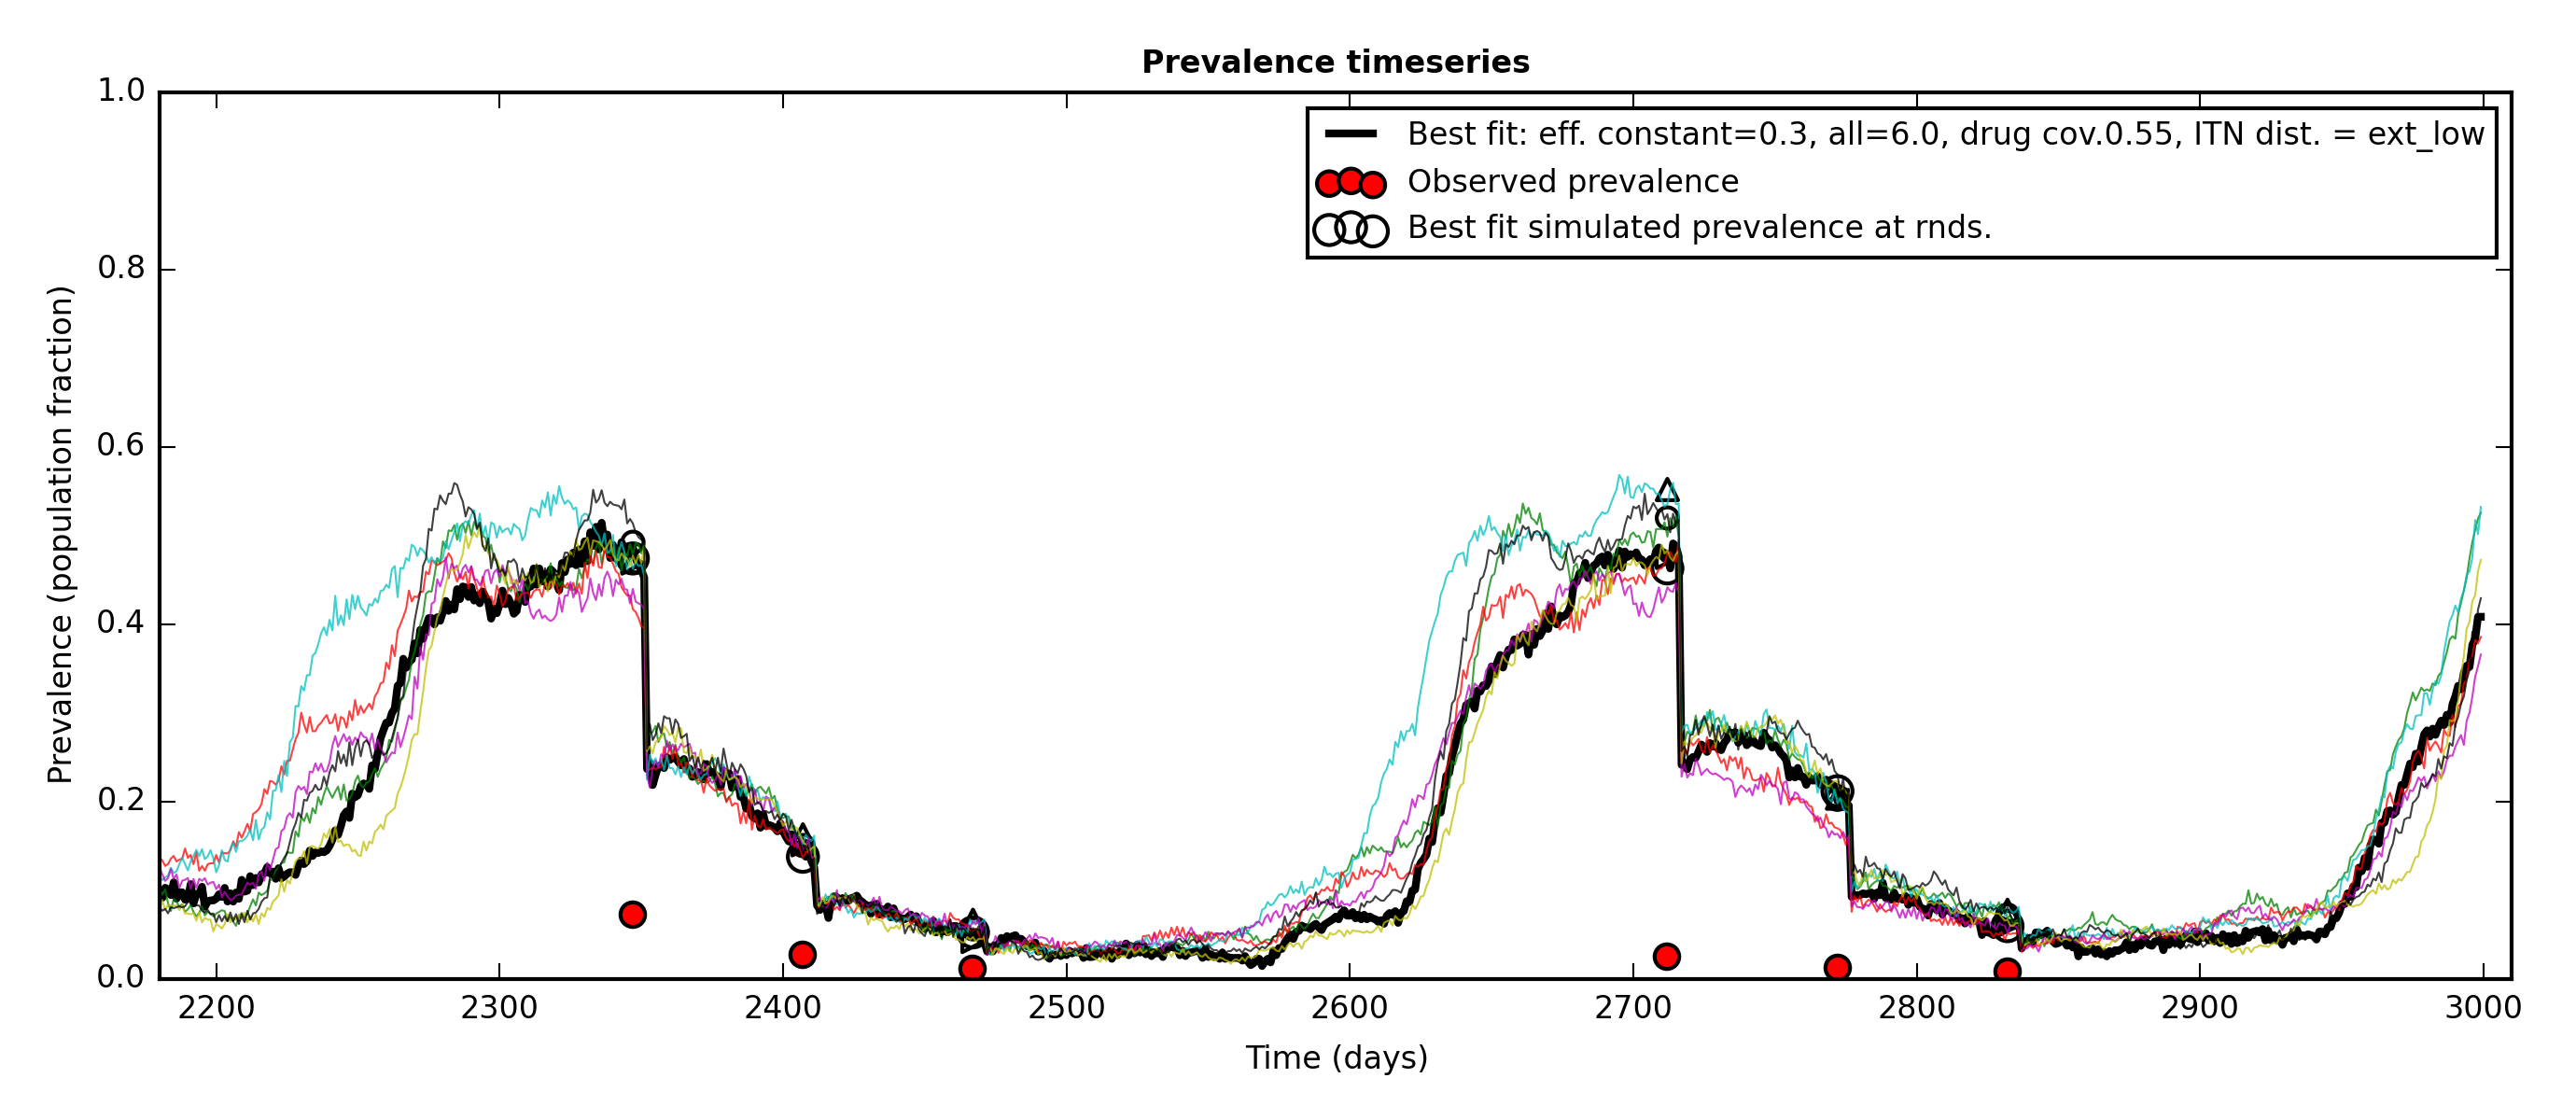 Prevalence timeseries
1.0
0.8
0.6
0.4
0.2
0.0
Prevalence (population fraction)
Best fit: eff. constant=0.3, all=6.0, drug cov.0.55, ITN dist. = ext_low
Observed prevalence
Best fit simulated prevalence at rnds.
2200 2300 2400 2500 2600 2700 2800 2900 3000
Time (days)